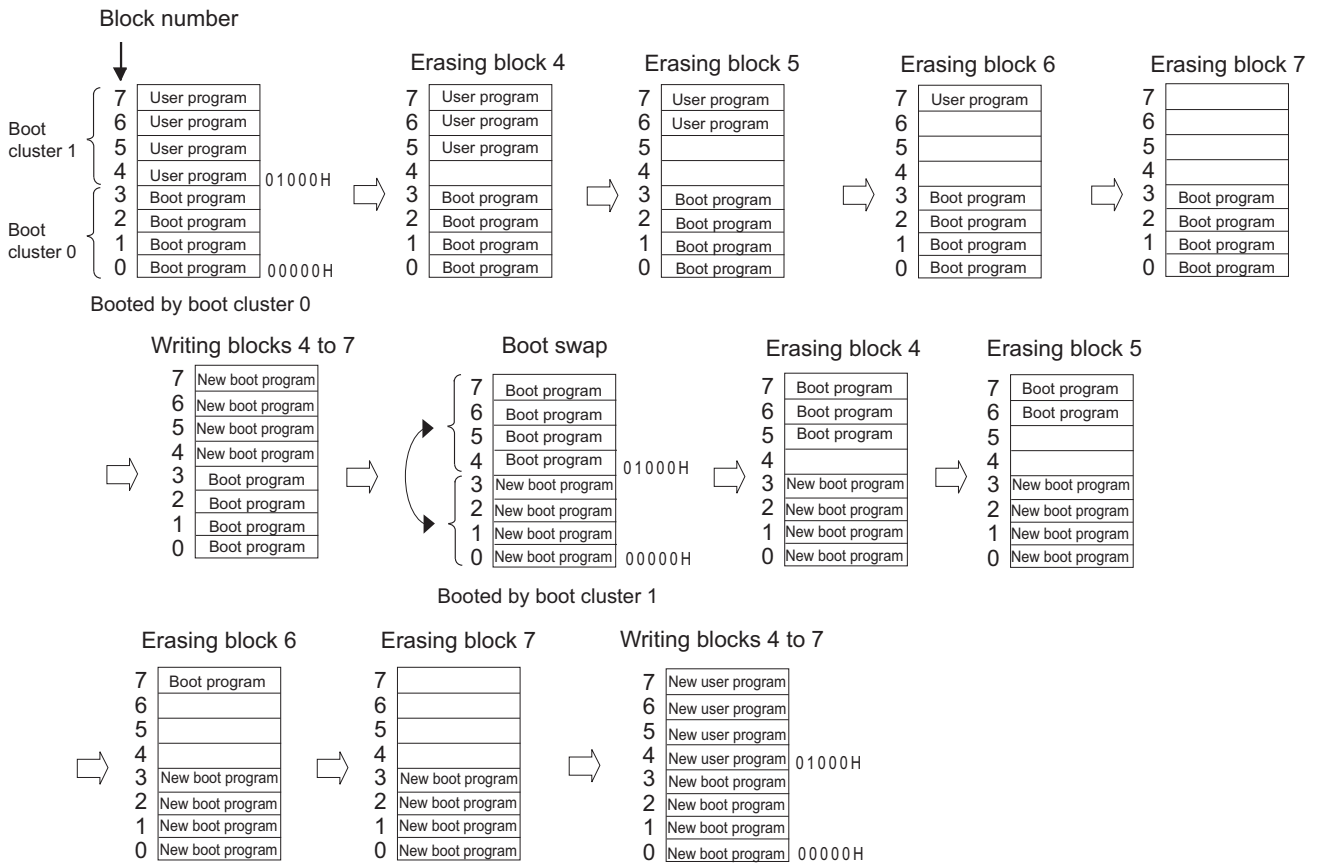 Block number
Erasing block 4
Erasing block 5
Erasing block 6
Erasing block 7
Boot cluster 1
7 User program
6 User program
5 User program
4 User program
01000H
Boot cluster 0
3 Boot program
2 Boot program
1 Boot program
0 Boot program
00000H
Booted by boot cluster 0
7 User program
6 User program
5 User program
4
3 Boot program
2 Boot program
1 Boot program
0 Boot program
7 User program
6 User program
5
4
3 Boot program
2 Boot program
1 Boot program
0 Boot program
7 User program
6
5
4
3 Boot program
2 Boot program
1 Boot program
0 Boot program
7
6
5
4
3 Boot program
2 Boot program
1 Boot program
0 Boot program
Writing blocks 4 to 7
7 New boot program
6 New boot program
5 New boot program
4 New boot program
3 Boot program
2 Boot program
1 Boot program
0 Boot program
Boot swap
7 Boot program
6 Boot program
5 Boot program
4 Boot program
01000H
3 New boot program
2 New boot program
1 New boot program
0 New boot program
00000H
Booted by boot cluster 1
Erasing block 4
7 Boot program
6 Boot program
5 Boot program
4
3 New boot program
2 New boot program
1 New boot program
0 New boot program
Erasing block 5
7 Boot program
6 Boot program
5
4
3 New boot program
2 New boot program
1 New boot program
0 New boot program
Erasing block 6
7 Boot program
6
5
4
3 New boot program
2 New boot program
1 New boot program
0 New boot program
Erasing block 7
7
6
5
4
3 New boot program
2 New boot program
1 New boot program
0 New boot program
Writing blocks 4 to 7
7 New user program
6 New user program
5 New user program
4 New user program
01000H
3 New boot program
2 New boot program
1 New boot program
0 New boot program
00000H